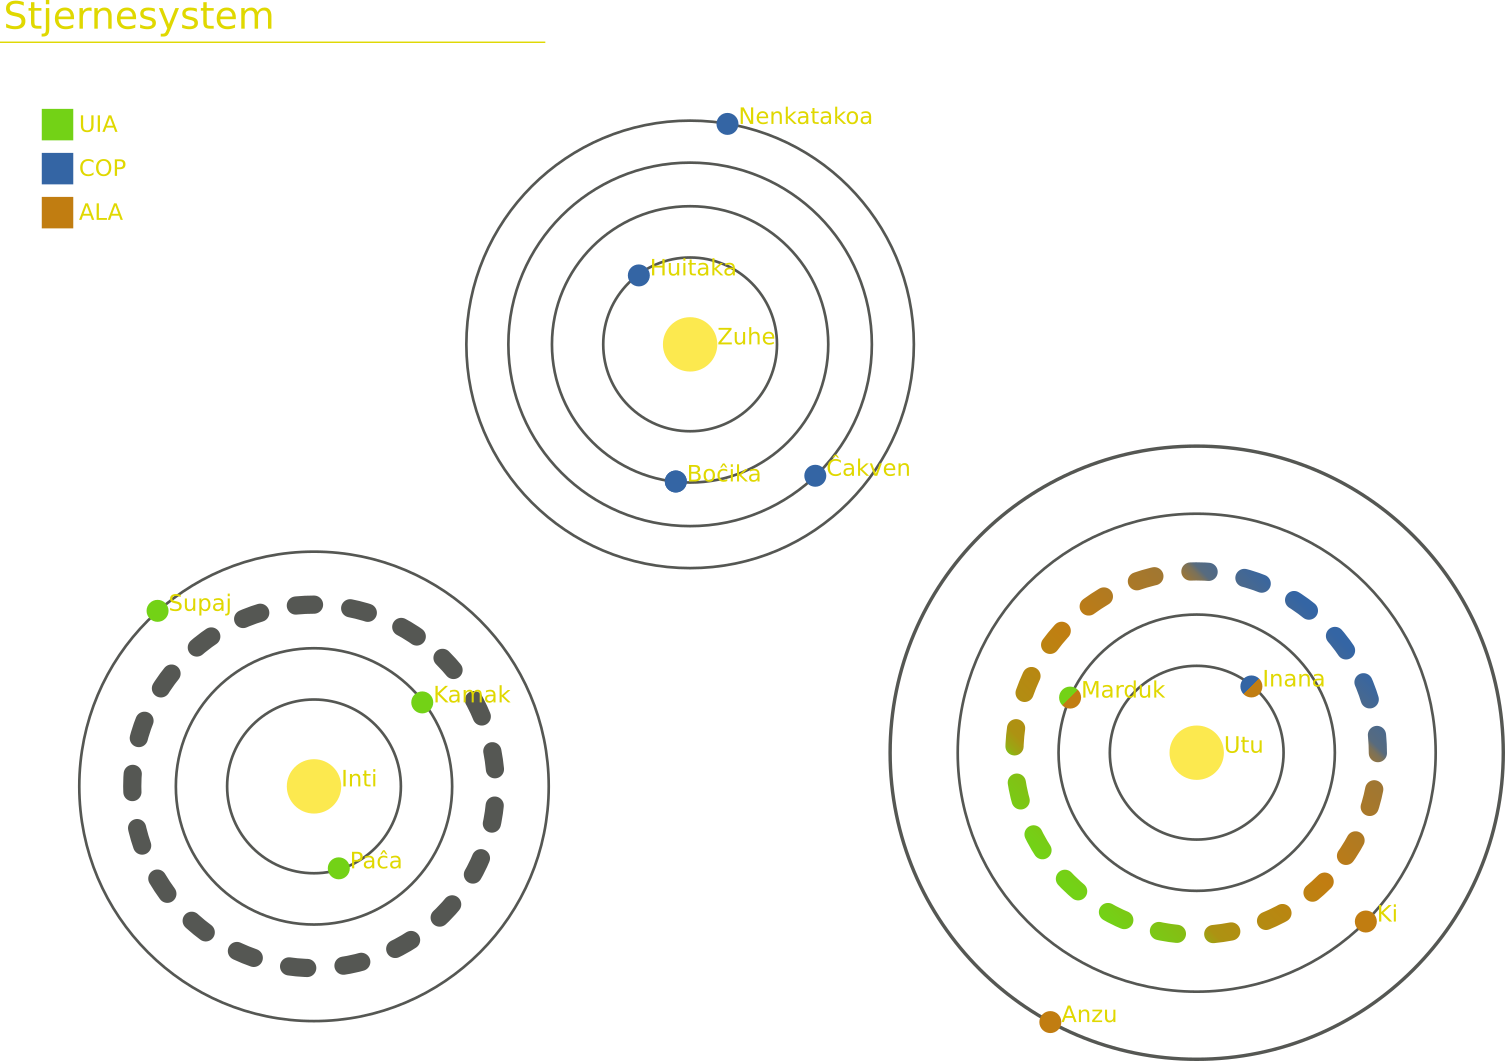 Stjernesystem
UIA
COP
ALA
Nenkatakoa
Huitaka
Zuhe
Boĉika
Ĉakven
Supaj
Kamak
Inti
Paĉa
Inana
Marduk
Utu
Ki
Anzu